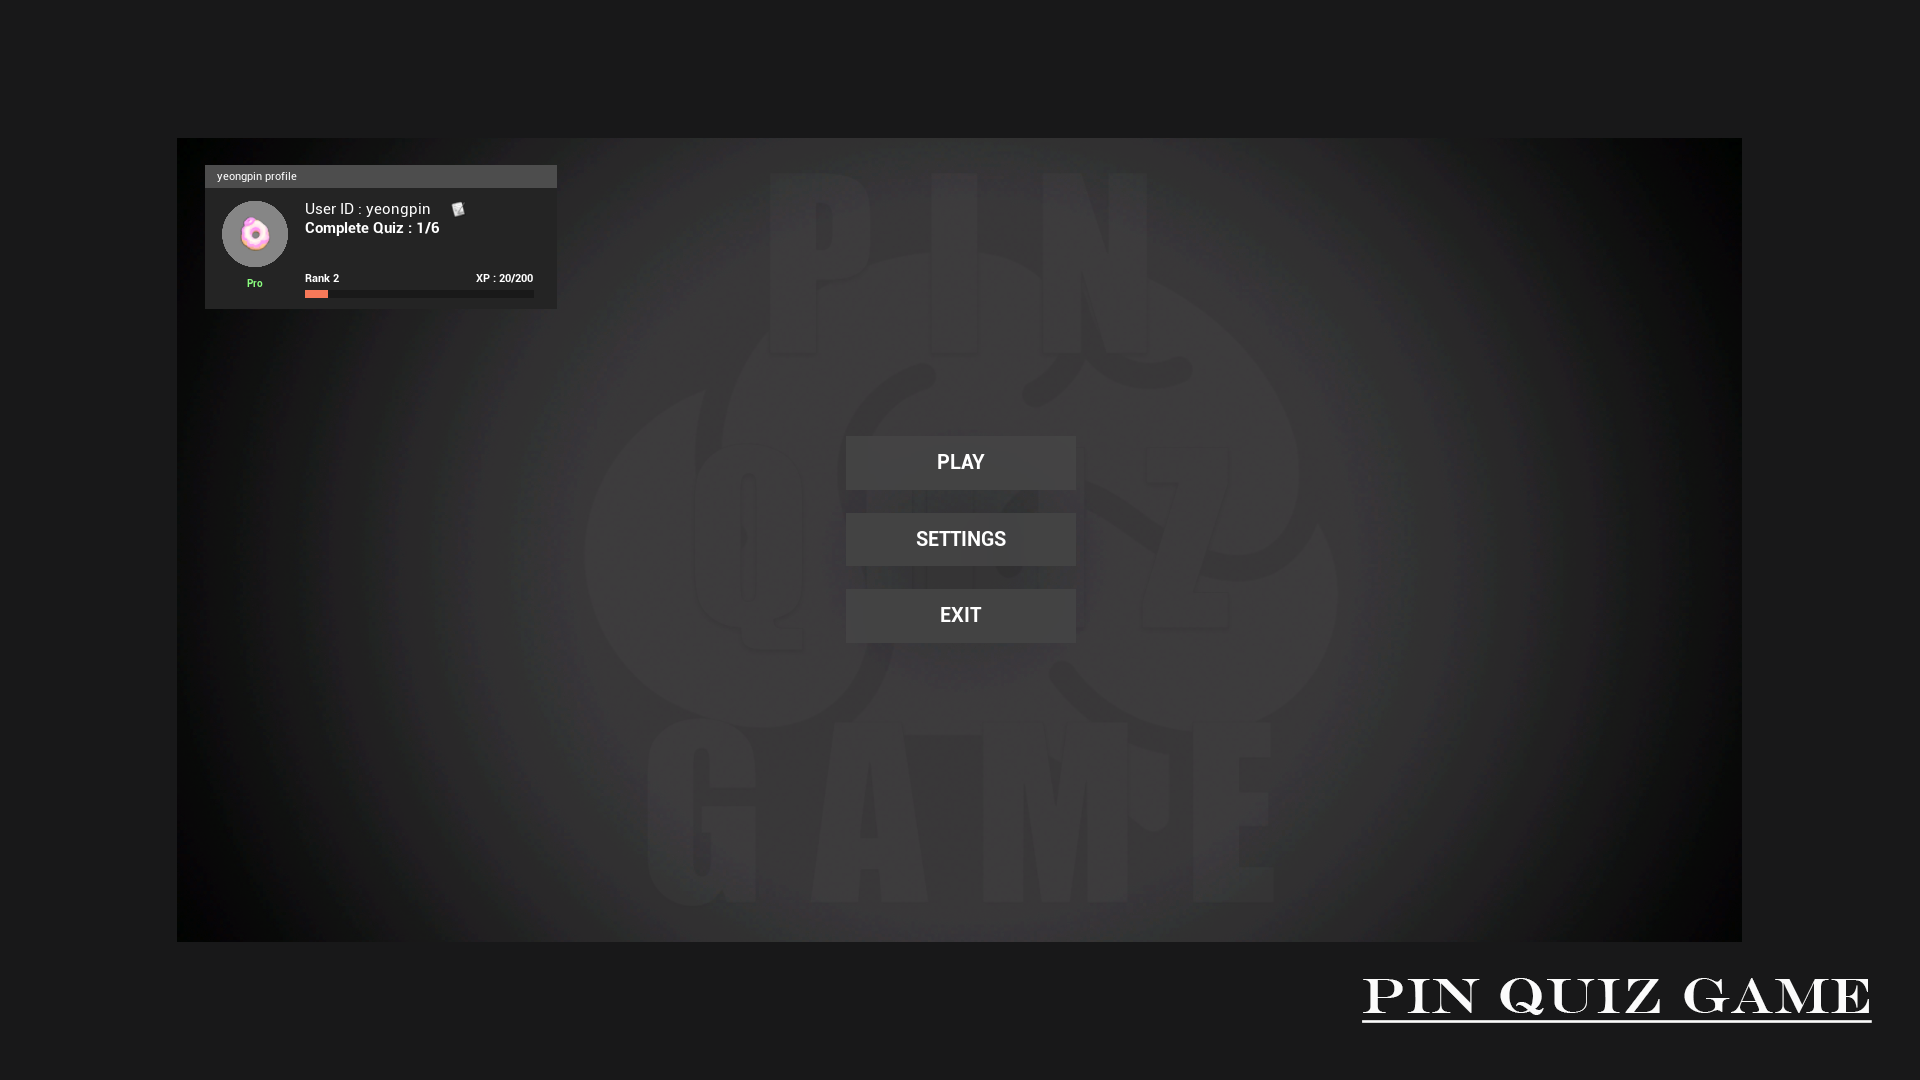 yeongpin profile
User ID : yeongpin
Complete Quiz : 1/6
Rank 2 XP : 20/200
Pro
PIN
QUIZ
GAME
PLAY
SETTINGS
EXIT
PIN QUIZ GAME